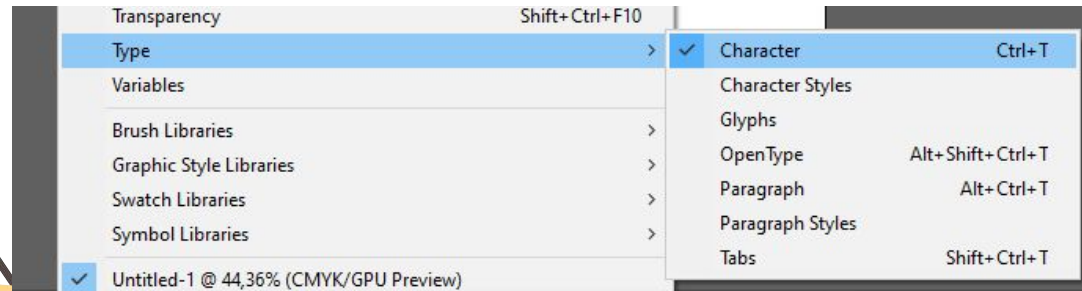 Transparency Shift+Ctrl+F10
Type
Variables
Brush Libraries
Graphic Style Libraries
Swatch Libraries
Symbol Libraries
Untitled-1 @ 44,36% (CMYK/GPU Preview)
Character Ctrl+T
Character Styles
Glyphs
OpenType Alt+Shift+Ctrl+T
Paragraph Alt+Ctrl+T
Paragraph Styles
Tabs Shift+Ctrl+T